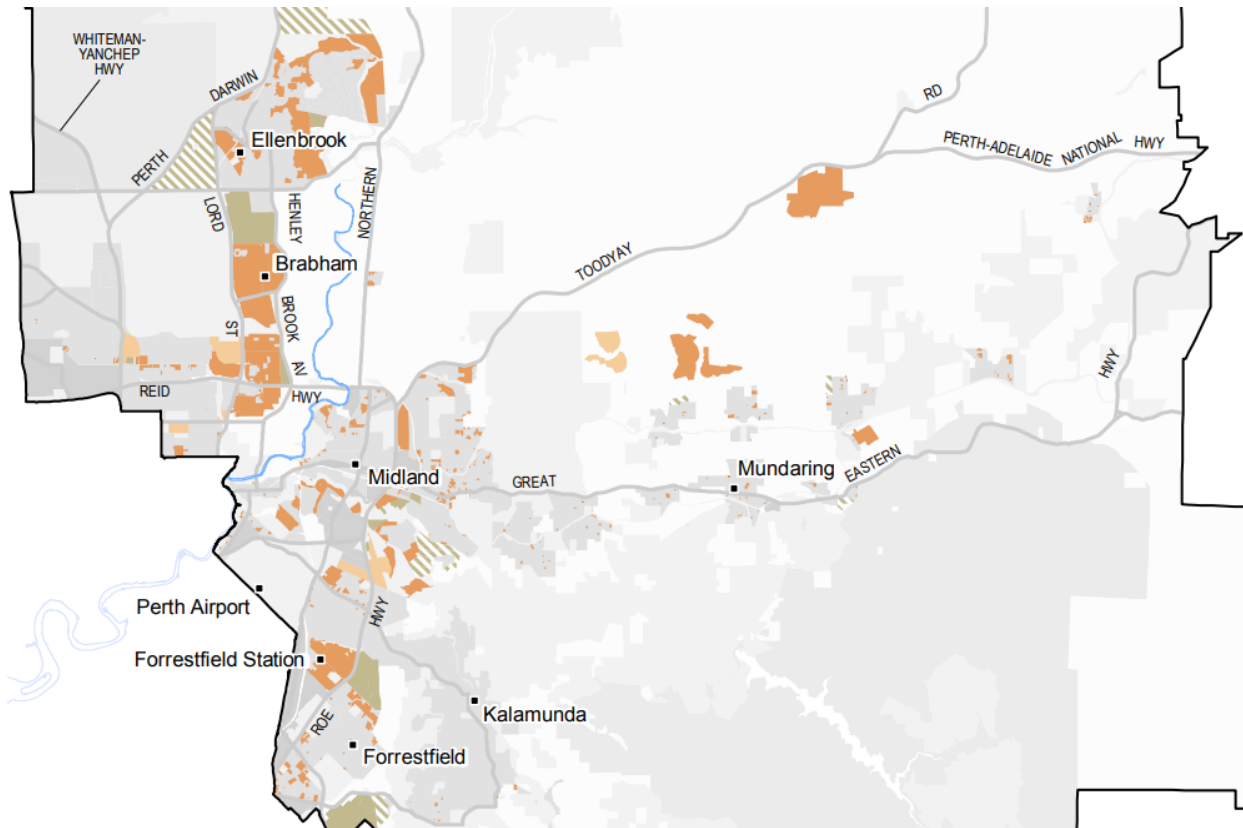 WHITEMAN-
YANCHEP
HWY
DARWIN
PERTH
Ellenbrook
LORD
HENLEY
NORTHERN
RD
PERTH-ADELAIDE NATIONAL HWY
Brabham
TOODYAY
BROOK
ST
AV
REID
HWY
HWY
Midland
GREAT
Mundaring
EASTERN
Perth Airport
HWY
Forrestfield Station
Kalamunda
ROE
Forrestfield